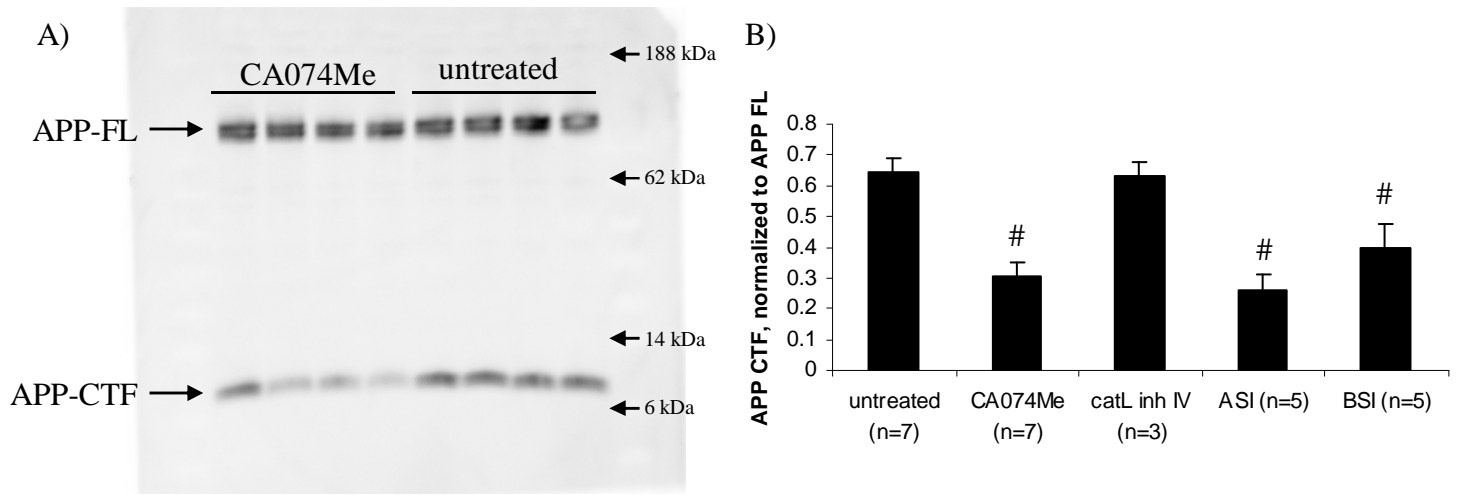 A)
CA074Me
untreated
APP-FL
APP-CTF
188 kDa
62 kDa
14 kDa
6 kDa
B)
APP CTF, normalized to APP FL
0.8
0.7
0.6
0.5
0.4
0.3
0.2
0.1
0
#
#
#
untreated
(n=7)
CA074Me
(n=7)
catL inh IV
(n=3)
ASI (n=5)
BSI (n=5)